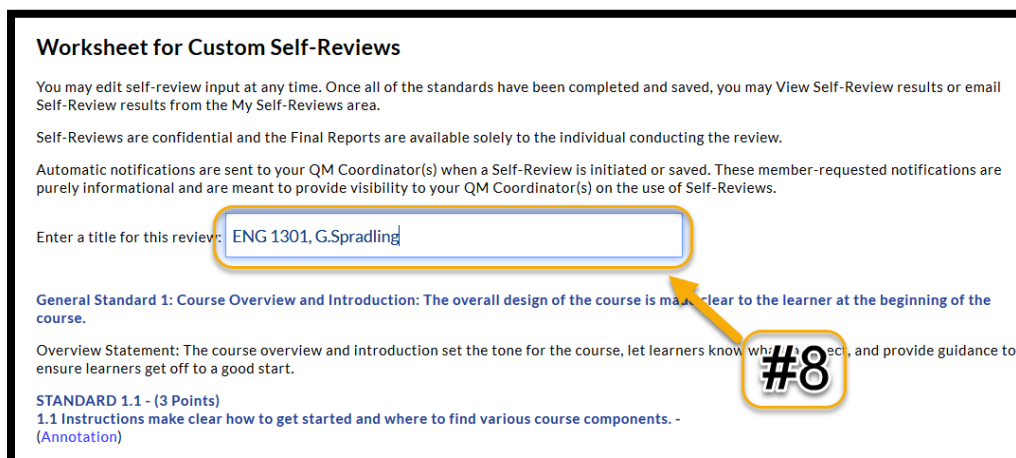 Worksheet for Custom Self-Reviews
You may edit self-review input at any time. Once all of the standards have been completed and saved, you may View Self-Review results or email
Self-Review results from the My Self-Reviews area.
Self-Reviews are confidential and the Final Reports are available solely to the individual conducting the review.
Automatic notifications are sent to your QM Coordinator(s) when a Self-Review is initiated or saved. These member-requested notifications are
purely informational and are meant to provide visibility to your QM Coordinator(s) on the use of Self-Reviews.
Enter a title for this review: ENG 1301, G.Spradling
General Standard 1: Course Overview and Introduction: The overall design of the course is made clear to the learner at the beginning of the
course.
Overview Statement: The course overview and introduction set the tone for the course, let learners know , and provide guidance to
ensure learners get off to a good start.
#8
STANDARD 1.1 - (3 Points)
1.1 Instructions make clear how to get started and where to find various course components. -
(Annotation)